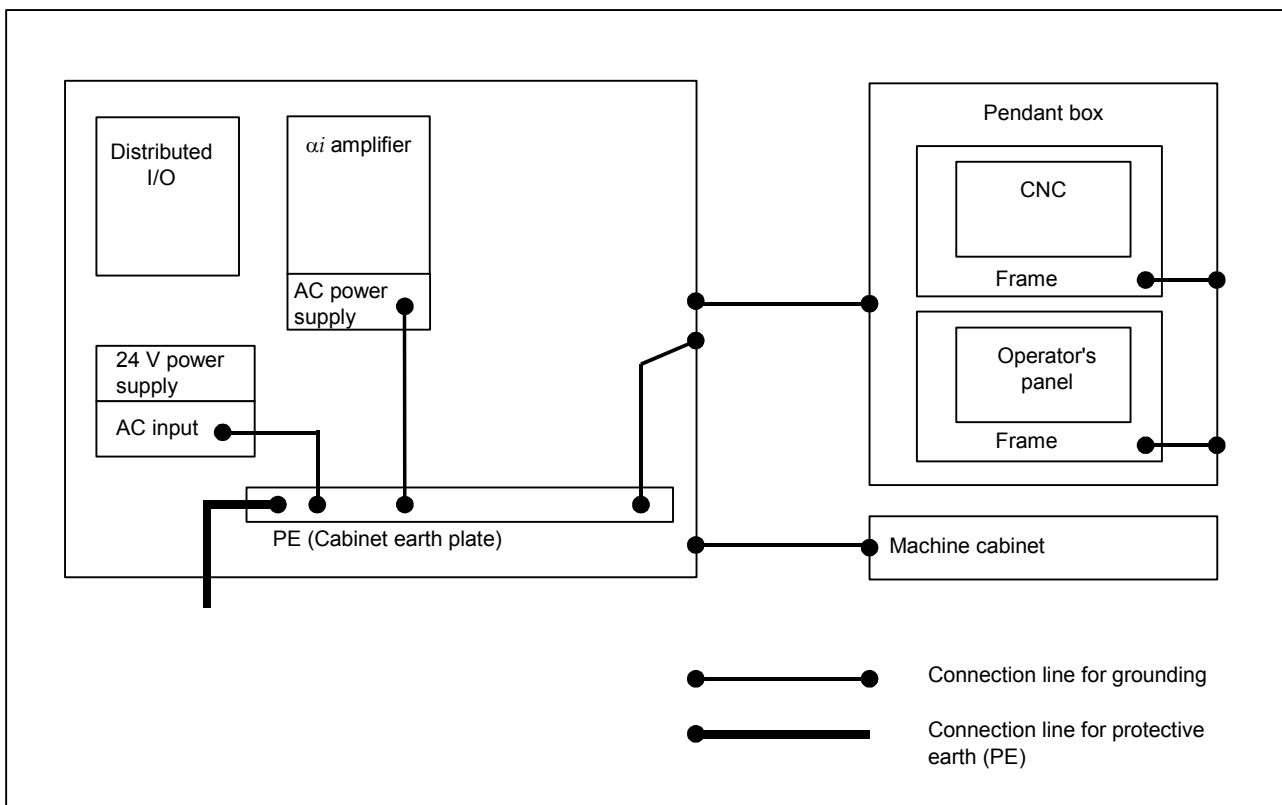 Distributed
I/O
αi amplifier
AC power
supply
24 V power
supply
AC input
PE (Cabinet earth plate)
Pendant box
CNC
Frame
Operator's
panel
Frame
Machine cabinet
Connection line for grounding
Connection line for protective
earth (PE)